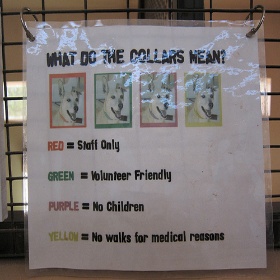 WHAT DO THE COLLARS MEAN?
RED = Staff Only
GREEN = Volunteer Friendly
PURPLE = No Children
YELLOW = No walks for medical reasons